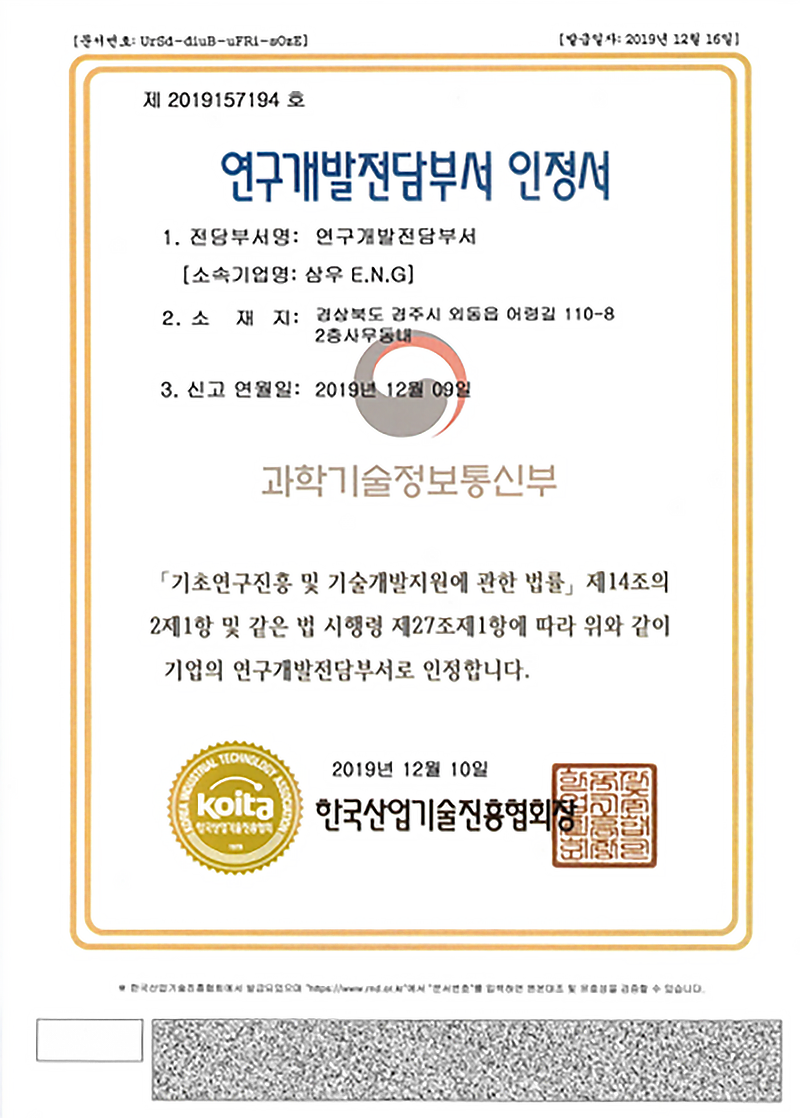 [문서번호: UrSd-diuB-uFRi-sOzE]
[발급일자: 2019년 12월 16일]
제 2019157194 호
연구개발전담부서 인정서
1. 전담부서명: 연구개발전담부서
[소속기업명: 삼우 E.N.G]
2. 소 재 지: 경상북도 경주시 외동읍 어령길 110-8
2층사무동내
3. 신고 연월일: 2019년 12월 09일
과학기술정보통신부
「기초연구진흥 및 기술개발지원에 관한 법률」 제14조의
2제1항 및 같은 법 시행령 제27조제1항에 따라 위와 같이
기업의 연구개발전담부서로 인정합니다.
2019년 12월 10일
KOREA INDUSTRIAL TECHNOLOGY ASSOCIATION
koita
한국산업기술진흥협회
1979
한국산업기술진흥협회장
※ 한국산업기술진흥협회에서 발급되었으며 "https://www.rnd.or.kr"에서 "문서번호"를 입력하면 원본대조 및 유효성을 검증할 수 있습니다.